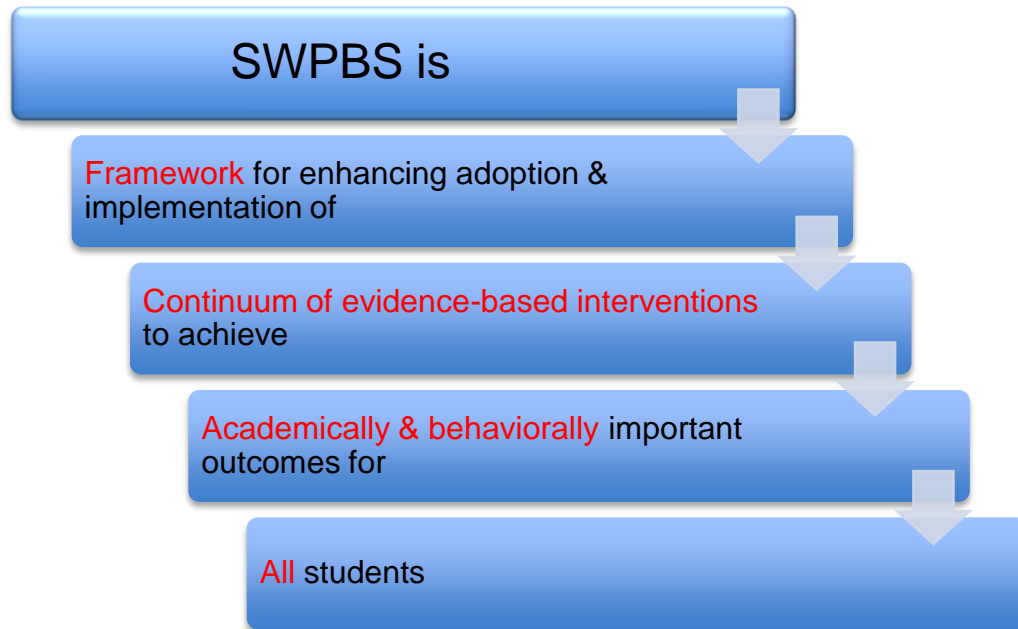 SWPBS is
Framework for enhancing adoption &
implementation of
Continuum of evidence-based interventions
to achieve
Academically & behaviorally important
outcomes for
All students